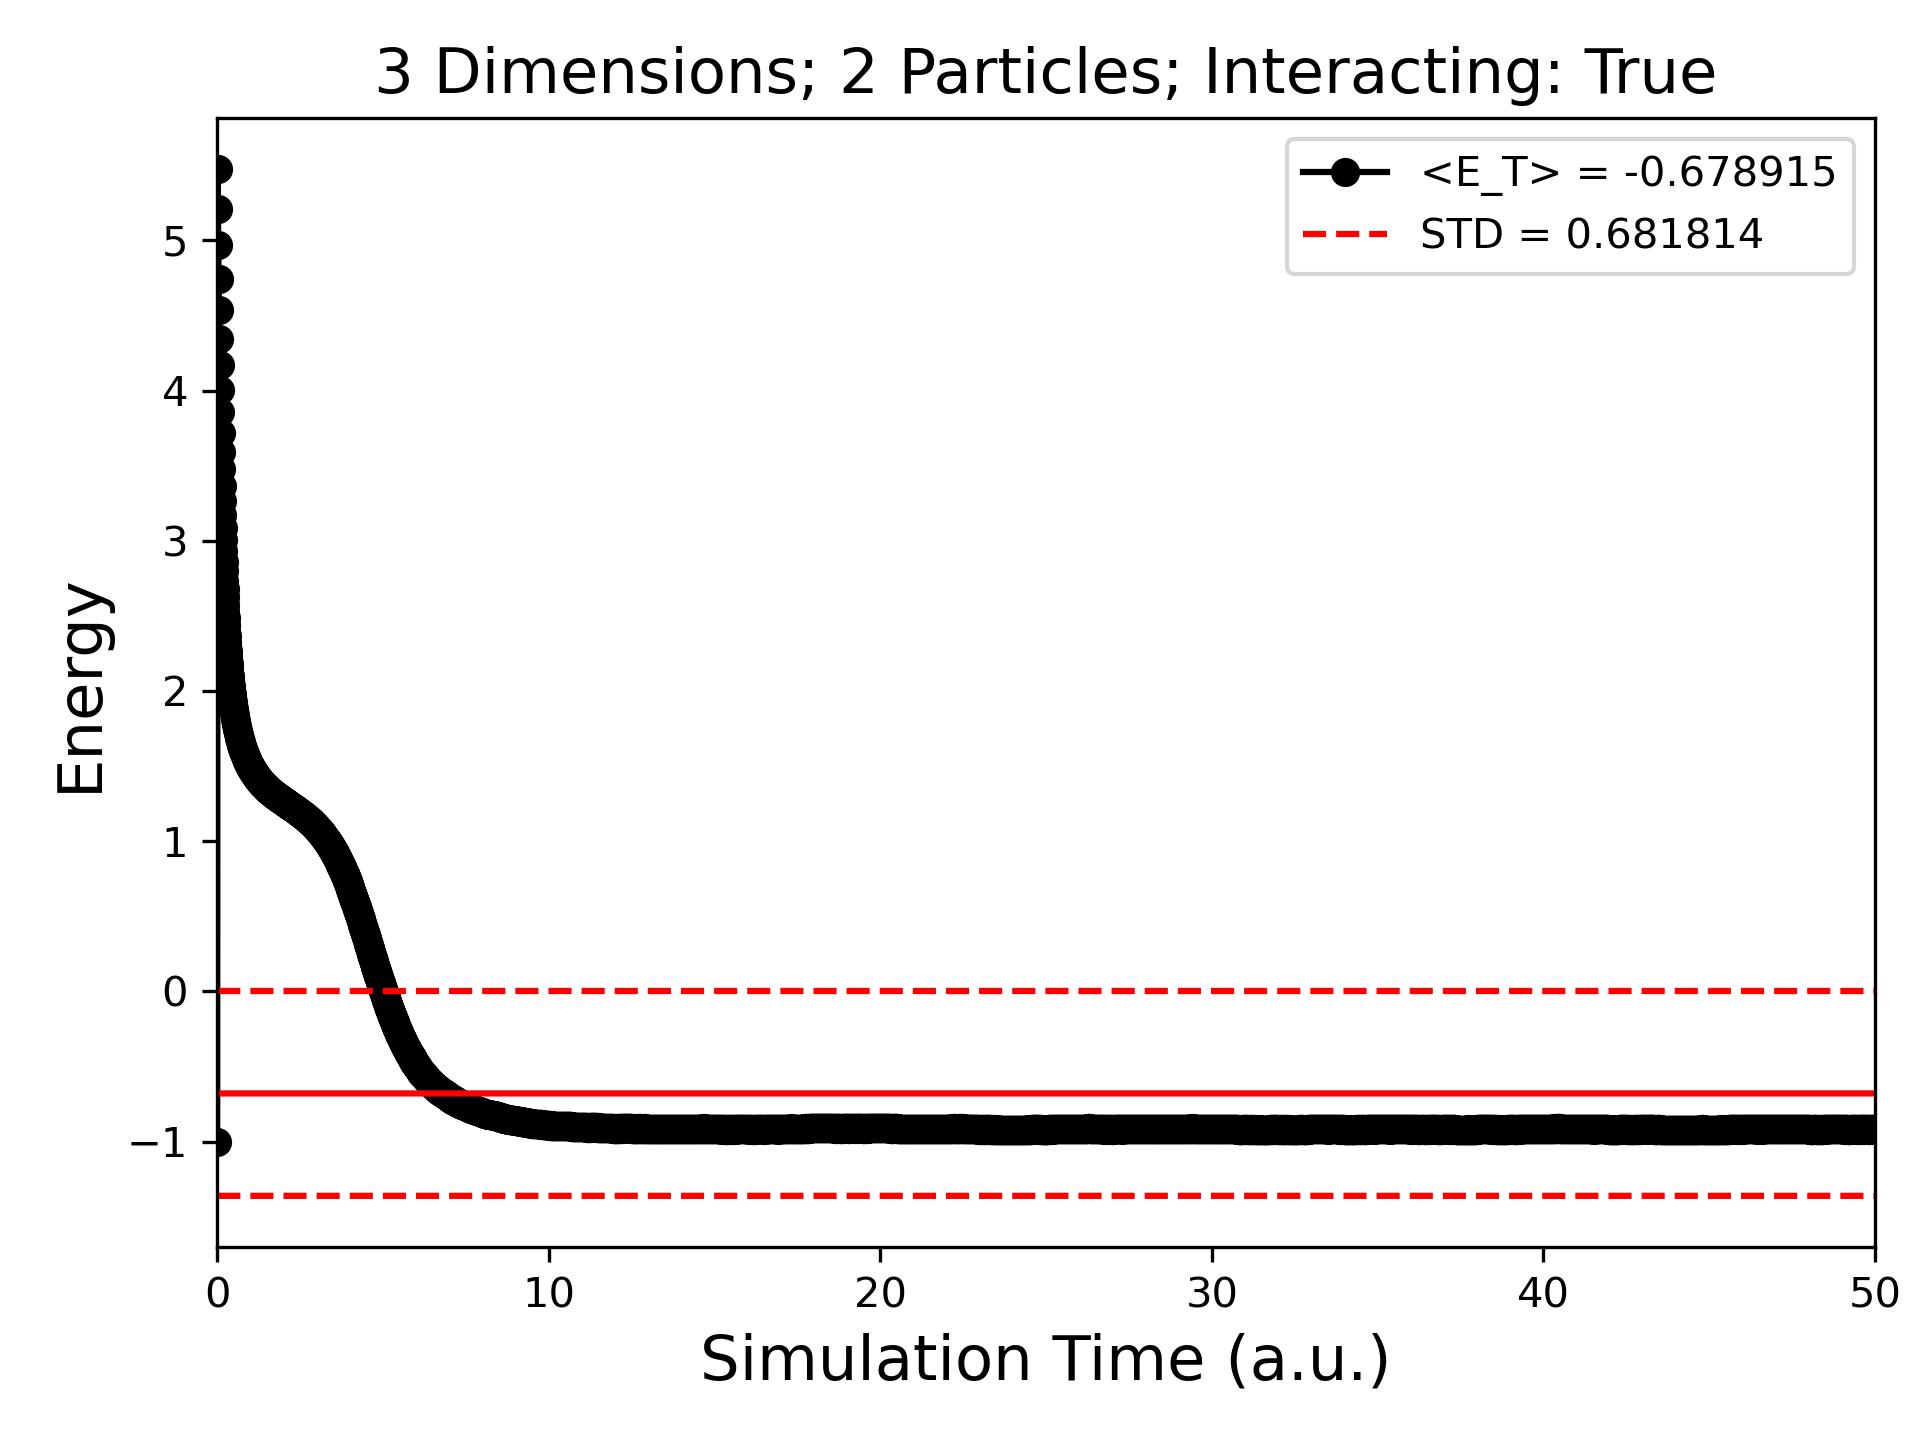 3 Dimensions; 2 Particles; Interacting: True
<E_T> = -0.678915
STD = 0.681814
5
4
3
2
1
0
−1
Energy
0 10 20 30 40 50
Simulation Time (a.u.)